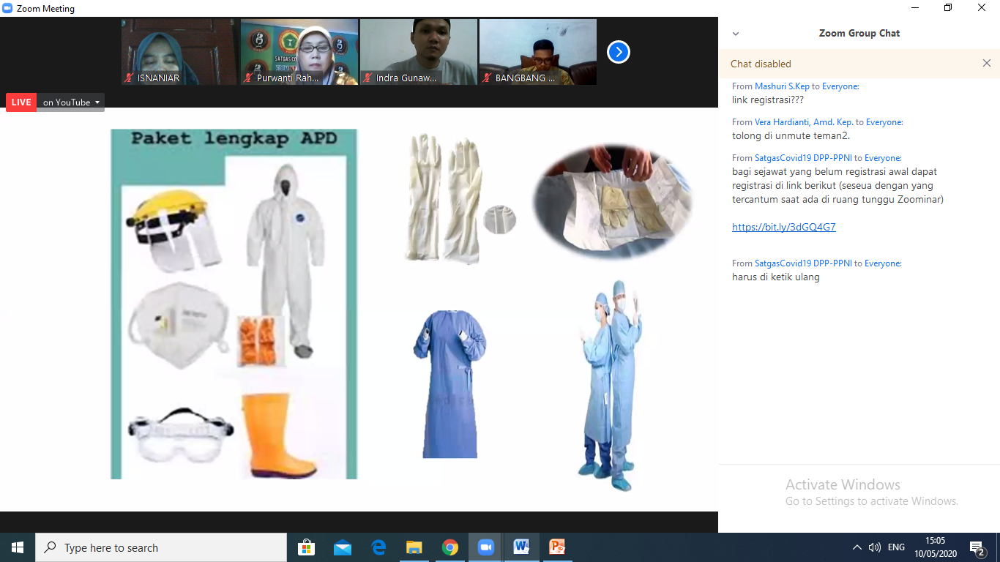 Zoom Meeting
ISNANIAR
Purwanti Rah...
Indra Gunaw...
BANGBANG ...
LIVE on YouTube
Paket lengkap APD
Zoom Group Chat
Chat disabled
From Mashuri S.Kep to Everyone:
link registrasi???
From Vera Hardianti, Amd. Kep. to Everyone:
tolong di unmute teman2.
From SatgasCovid19 DPP-PPNI to Everyone:
bagi sejawat yang belum registrasi awal dapat
registrasi di link berikut (seseua dengan yang
tercantum saat ada di ruang tunggu Zoominar)
https://bit.ly/3dGQ4G7
From SatgasCovid19 DPP-PPNI to Everyone:
harus di ketik ulang
Activate Windows
Go to Settings to activate Windows.
Type here to search
ENG
15:05
10/05/2020
2